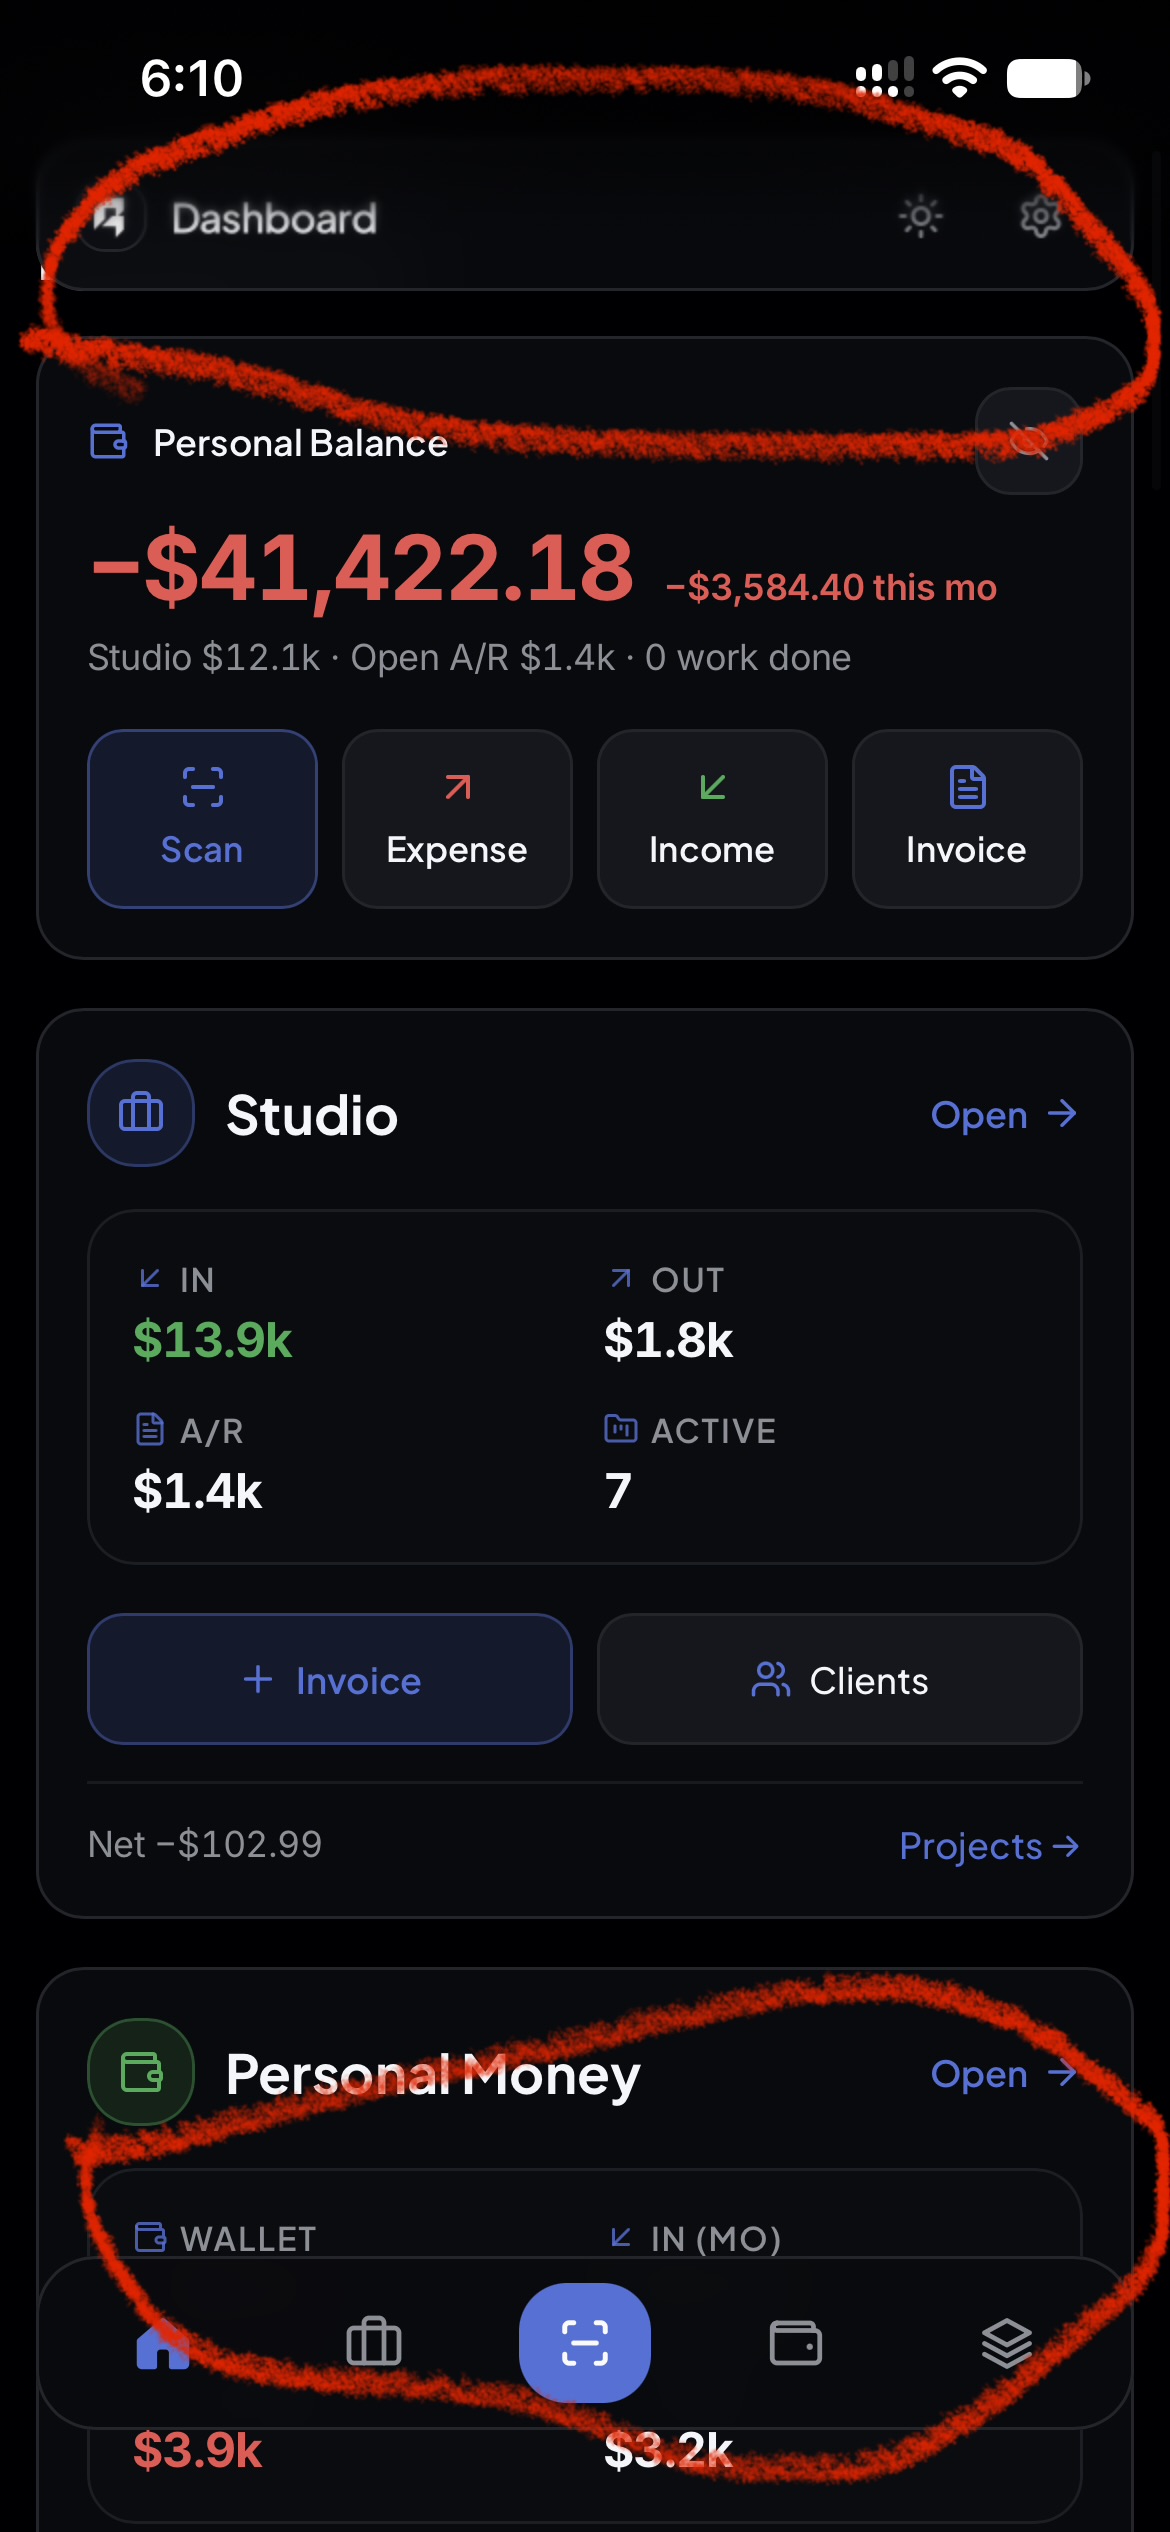 6:10
Dashboard
Personal Balance
−$41,422.18 −$3,584.40 this mo
Studio $12.1k · Open A/R $1.4k · 0 work done
Scan Expense Income Invoice
Studio Open →
IN OUT
$13.9k $1.8k
A/R ACTIVE
$1.4k 7
+ Invoice Clients
Net −$102.99 Projects →
Personal Money Open →
WALLET IN (MO)
$3.9k $3.2k